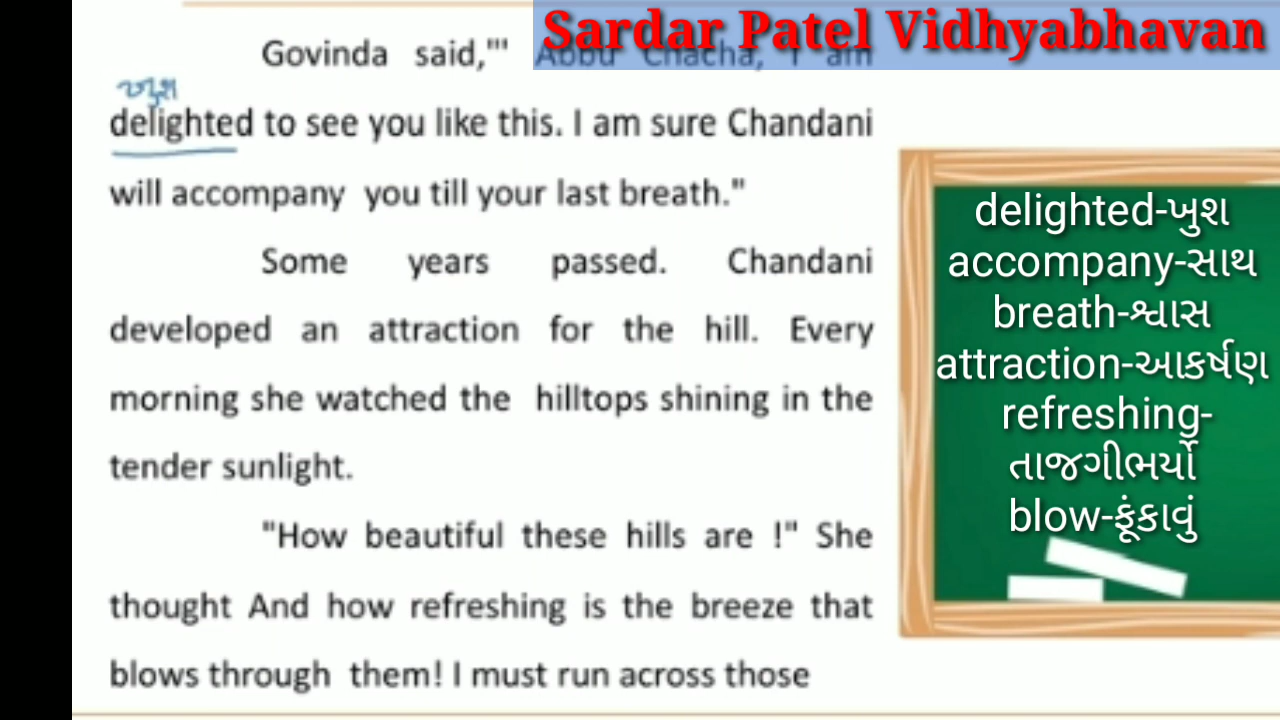 Sardar Patel Vidhyabhavan
Govinda said,"' Abbu Chacha, I am
ખુશ
delighted to see you like this. I am sure Chandani
will accompany you till your last breath."
Some years passed. Chandani
developed an attraction for the hill. Every
morning she watched the hilltops shining in the
tender sunlight.
"How beautiful these hills are !" She
thought And how refreshing is the breeze that
blows through them! I must run across those
delighted-ખુશ
accompany-સાથ
breath-શ્વાસ
attraction-આકર્ષણ
refreshing-
તાજગીભર્યો
blow-ફૂંકાવું